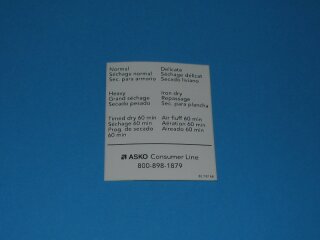 Normal
Séchage normal
Sec. para armario
Délicate
Séchage délicat
Secado liviano
Heavy
Grand séchage
Secado pesado
Iron dry
Repassage
Sec. para plancha
Timed dry 60 min
Séchage 60 min
Prog. de secado
60 min
Air fluff 60 min
Aération 60 min
Aireado 60 min
ASKO Consumer Line
800-898-1879